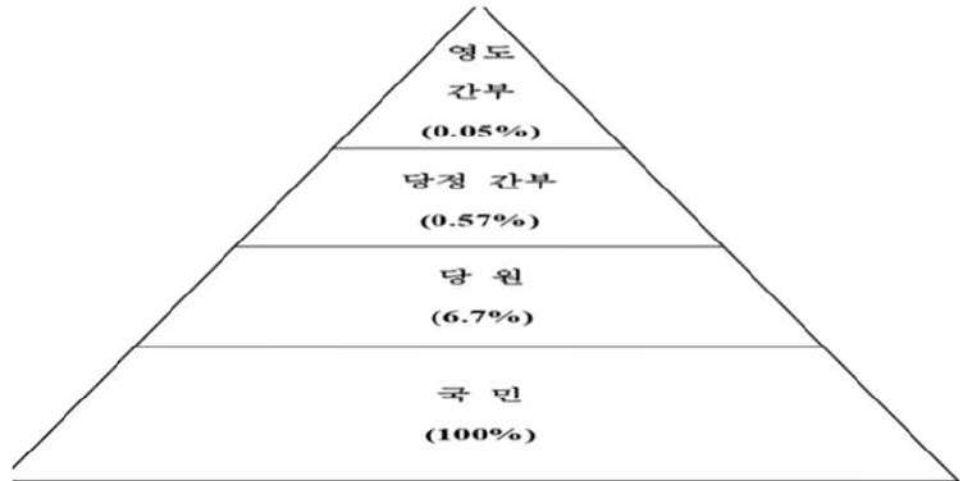 영도
간부
(0.05%)
당정 간부
(0.57%)
당 원
(6.7%)
국 민
(100%)